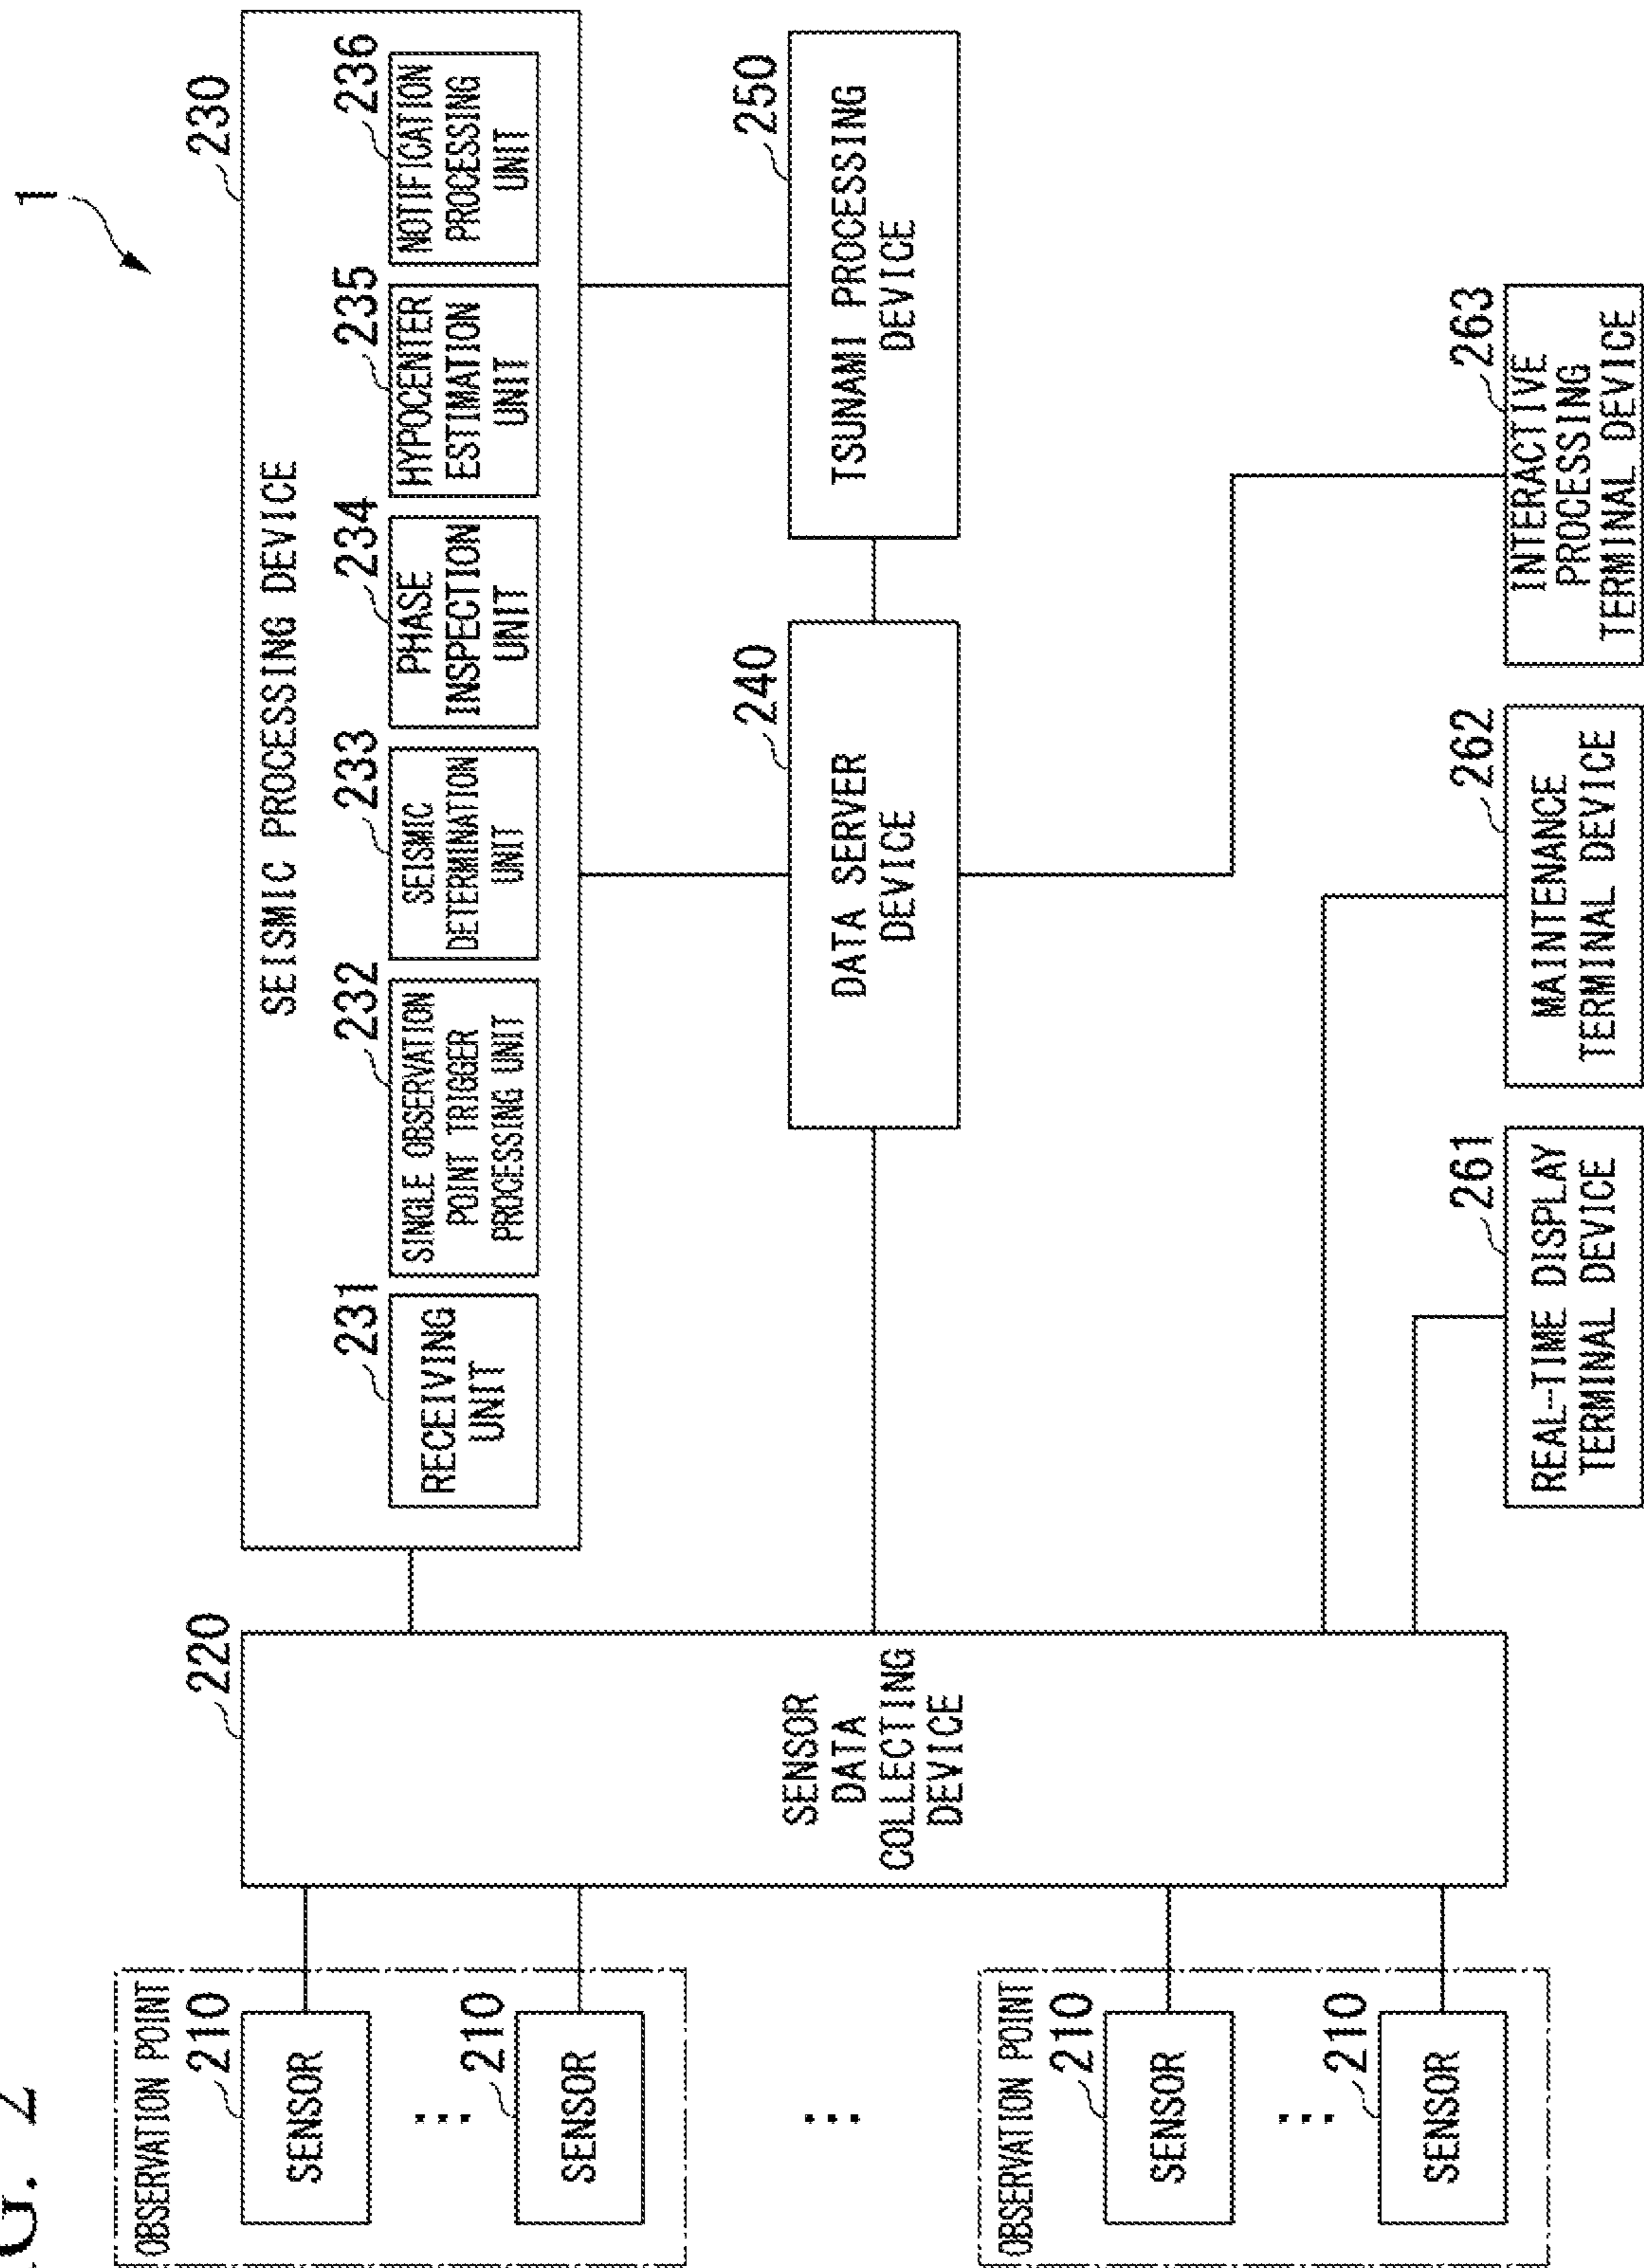 FIG. 2
1
OBSERVATION POINT
210
SENSOR
⋮
210
SENSOR
⋮
OBSERVATION POINT
210
SENSOR
⋮
210
SENSOR
220
SENSOR
DATA
COLLECTING
DEVICE
230
SEISMIC PROCESSING DEVICE
231
RECEIVING
UNIT
232
SINGLE OBSERVATION
POINT TRIGGER
PROCESSING UNIT
233
SEISMIC
DETERMINATION
UNIT
234
PHASE
INSPECTION
UNIT
235
HYPOCENTER
ESTIMATION
UNIT
236
NOTIFICATION
PROCESSING
UNIT
240
DATA SERVER
DEVICE
250
TSUNAMI PROCESSING
DEVICE
261
REAL-TIME DISPLAY
TERMINAL DEVICE
262
MAINTENANCE
TERMINAL DEVICE
263
INTERACTIVE
PROCESSING
TERMINAL DEVICE